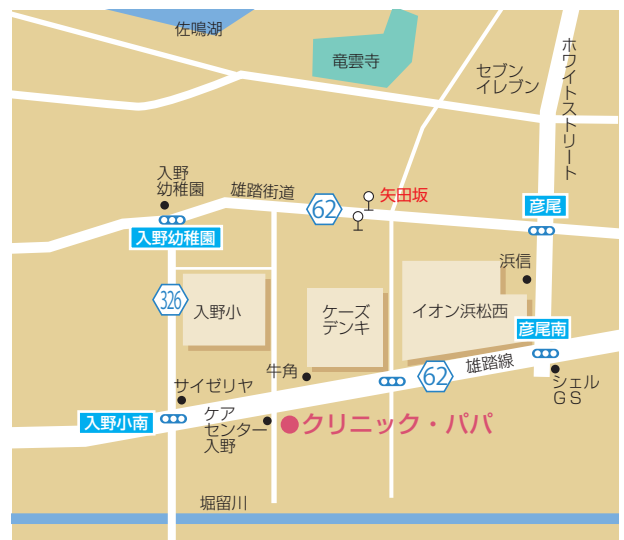 佐鳴湖
竜雲寺
セブン
イレブン
ホワイトストリート
入野
幼稚園
雄踏街道
62
矢田坂
彦尾
入野幼稚園
浜信
326
入野小
ケーズ
デンキ
イオン浜松西
彦尾南
牛角
62
雄踏線
サイゼリヤ
シェル
GS
入野小南
ケア
センター
入野
クリニック・パパ
堀留川